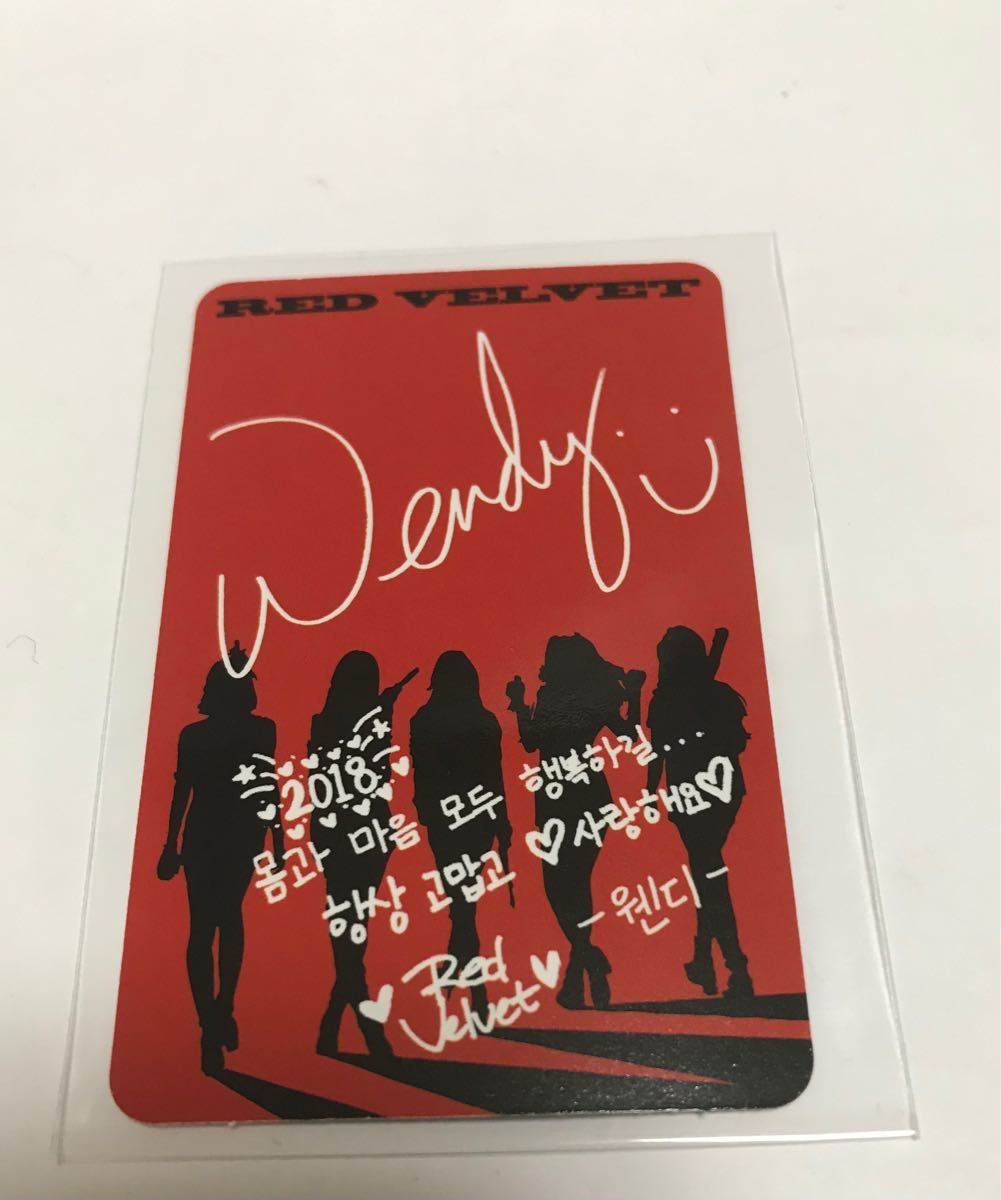 RED VELVET
Wendy
2018
몸과 마음 모두 행복하길...
항상 고맙고 ♡사랑해요♡
- 웬디 -
Red
Velvet